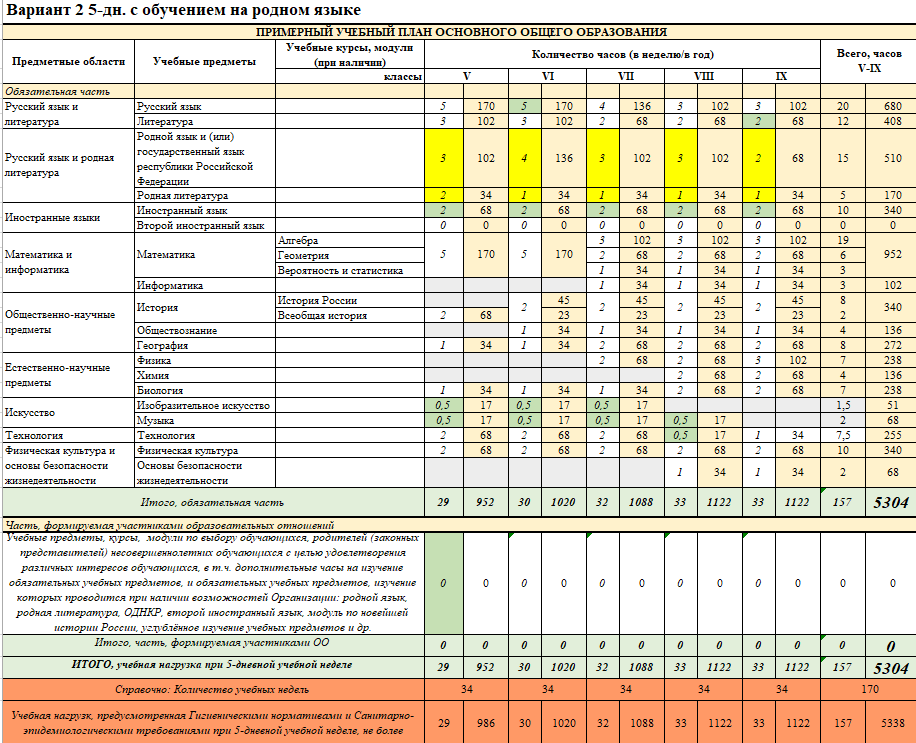 Вариант 2 5-дн. с обучением на родном языке
ПРИМЕРНЫЙ УЧЕБНЫЙ ПЛАН ОСНОВНОГО ОБЩЕГО ОБРАЗОВАНИЯ
Предметные области Учебные предметы Учебные курсы, модули (при наличии) Количество часов (в неделю/в год) Всего, часов V-IX
классы V VI VII VIII IX
Обязательная часть
Русский язык и литература Русский язык 5 170 5 170 4 136 3 102 3 102 20 680
Литература 3 102 3 102 2 68 2 68 2 68 12 408
Русский язык и родная литература Родной язык и (или) государственный язык республики Российской Федерации 3 102 4 136 3 102 3 102 2 68 15 510
Родная литература 2 34 1 34 1 34 1 34 1 34 5 170
Иностранные языки Иностранный язык 2 68 2 68 2 68 2 68 2 68 10 340
Второй иностранный язык 0 0 0 0 0 0 0 0 0 0 0 0
Математика и информатика Математика Алгебра 5 170 5 170 3 102 3 102 3 102 19 952
Геометрия 2 68 2 68 2 68 6
Вероятность и статистика 1 34 1 34 1 34 3
Информатика 1 34 1 34 1 34 3 102
Общественно-научные предметы История История России 2 45 2 45 2 45 2 45 8 340
Всеобщая история 2 68 23 23 23 23 2
Обществознание 1 34 1 34 1 34 1 34 4 136
География 1 34 1 34 2 68 2 68 2 68 8 272
Естественно-научные предметы Физика 2 68 2 68 3 102 7 238
Химия 2 68 2 68 4 136
Биология 1 34 1 34 1 34 2 68 2 68 7 238
Искусство Изобразительное искусство 0,5 17 0,5 17 0,5 17 1,5 51
Музыка 0,5 17 0,5 17 0,5 17 0,5 17 2 68
Технология Технология 2 68 2 68 2 68 0,5 17 1 34 7,5 255
Физическая культура и основы безопасности жизнедеятельности Физическая культура 2 68 2 68 2 68 2 68 2 68 10 340
Основы безопасности жизнедеятельности 1 34 1 34 2 68
Итого, обязательная часть 29 952 30 1020 32 1088 33 1122 33 1122 157 5304
Часть, формируемая участниками образовательных отношений
Учебные предметы, курсы, модули по выбору обучающихся, родителей (законных
представителей) несовершеннолетних обучающихся с целью удовлетворения
различных интересов обучающихся, в т.ч. дополнительные часы на изучение
обязательных учебных предметов, и обязательных учебных предметов, изучение
которых проводится при наличии возможностей Организации: родной язык,
родная литература, ОДНКР, второй иностранный язык, модуль по новейшей
истории России, углублённое изучение учебных предметов и др.
0 0 0 0 0 0 0 0 0 0 0 0
Итого, часть, формируемая участниками ОО 0 0 0 0 0 0 0 0 0 0 0 0
ИТОГО, учебная нагрузка при 5-дневной учебной неделе 29 952 30 1020 32 1088 33 1122 33 1122 157 5304
Справочно: Количество учебных недель 34 34 34 34 34 170
Учебная нагрузк, предусмотренная Гигиеническими нормативами и Санитарно-эпидемиологическими требованиями при 5-дневной учебной неделе, не более 29 986 30 1020 32 1088 33 1122 33 1122 157 5338